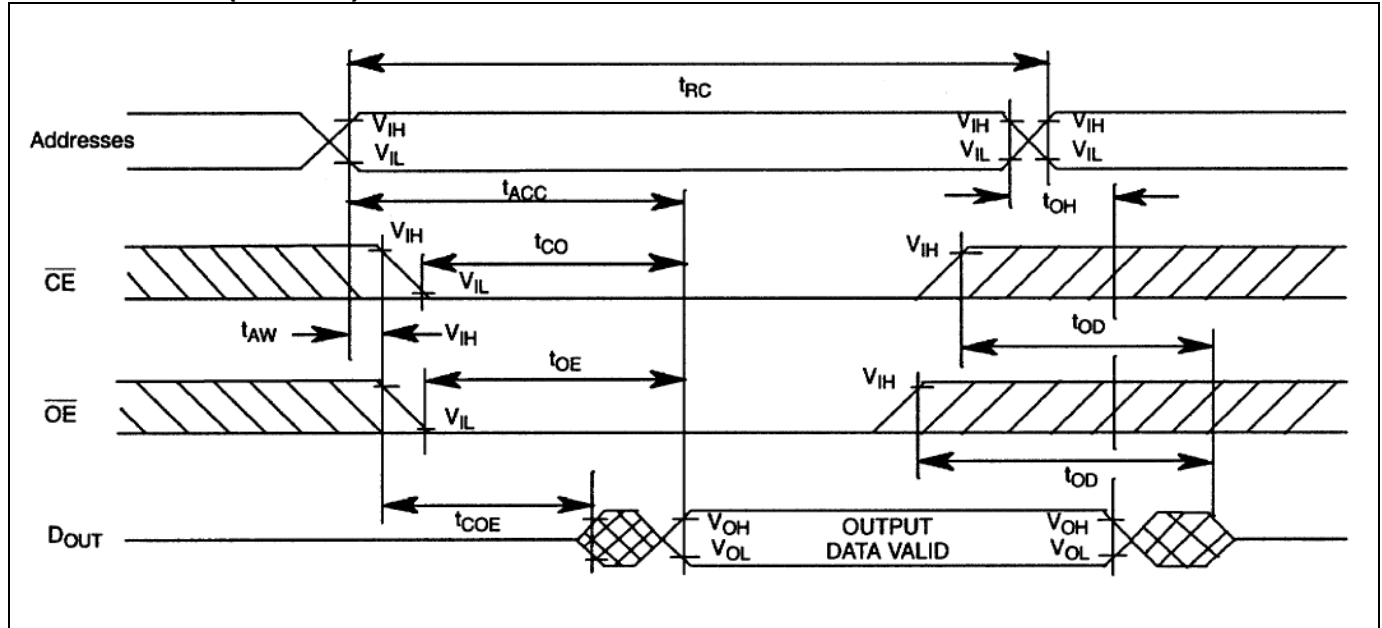 tRC
Addresses
VIH
VIL
VIH
VIL
VIH
VIL
tACC
tOH
CE
VIH
VIL
tCO
VIH
tAW
VIH
tOD
OE
VIL
tOE
VIH
tOD
tCOE
DOUT
VOH
VOL
OUTPUT
DATA VALID
VOH
VOL